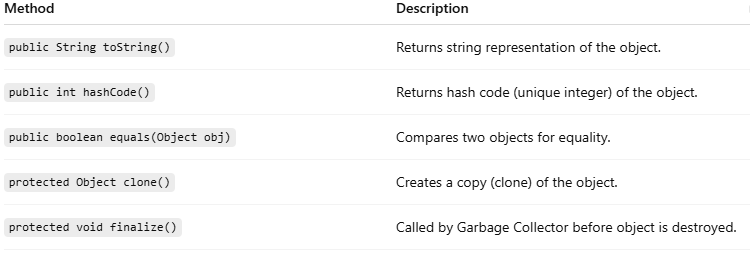 Method Description
public String toString() Returns string representation of the object.
public int hashCode() Returns hash code (unique integer) of the object.
public boolean equals(Object obj) Compares two objects for equality.
protected Object clone() Creates a copy (clone) of the object.
protected void finalize() Called by Garbage Collector before object is destroyed.